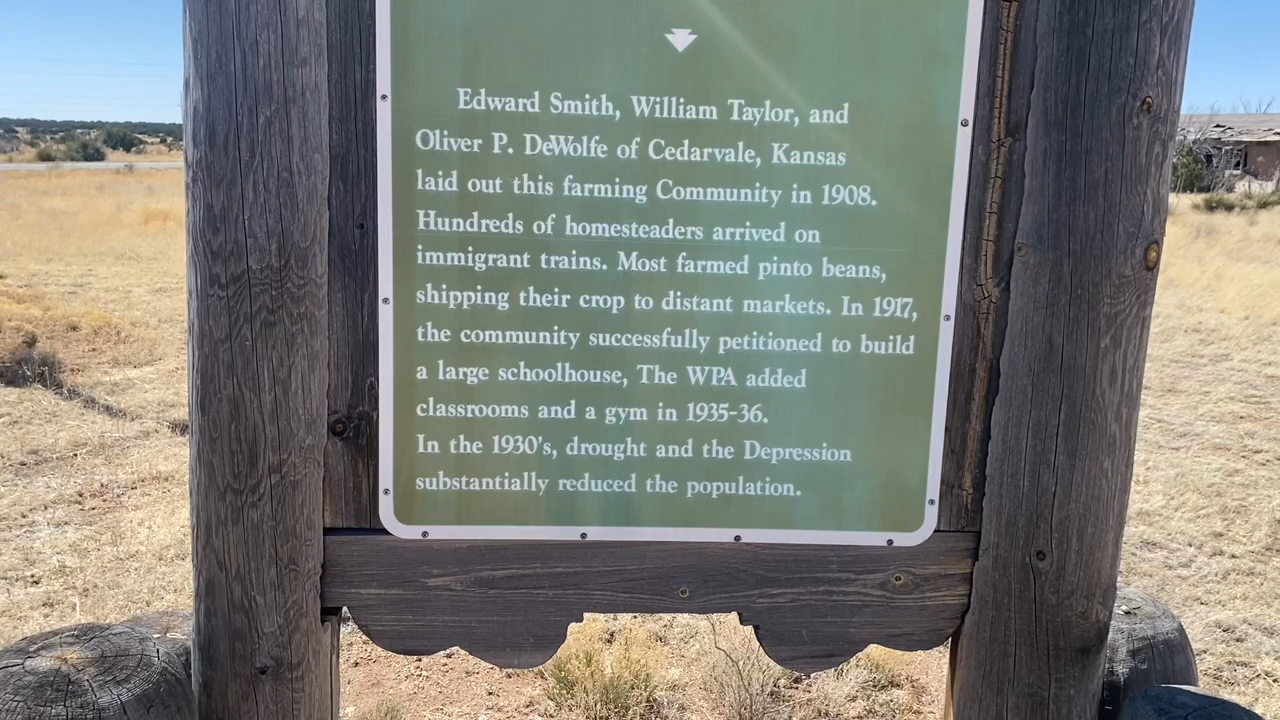 Edward Smith, William Taylor, and
Oliver P. DeWolfe of Cedarvale, Kansas
laid out this farming Community in 1908.
Hundreds of homesteaders arrived on
immigrant trains. Most farmed pinto beans,
shipping their crop to distant markets. In 1917,
the community successfully petitioned to build
a large schoolhouse, The WPA added
classrooms and a gym in 1935-36.
In the 1930's, drought and the Depression
substantially reduced the population.